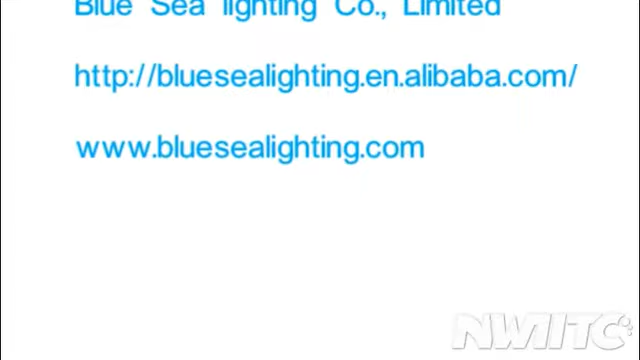 Blue Sea lighting Co., Limited
http://bluesealighting.en.alibaba.com/
www.bluesealighting.com
NWITC